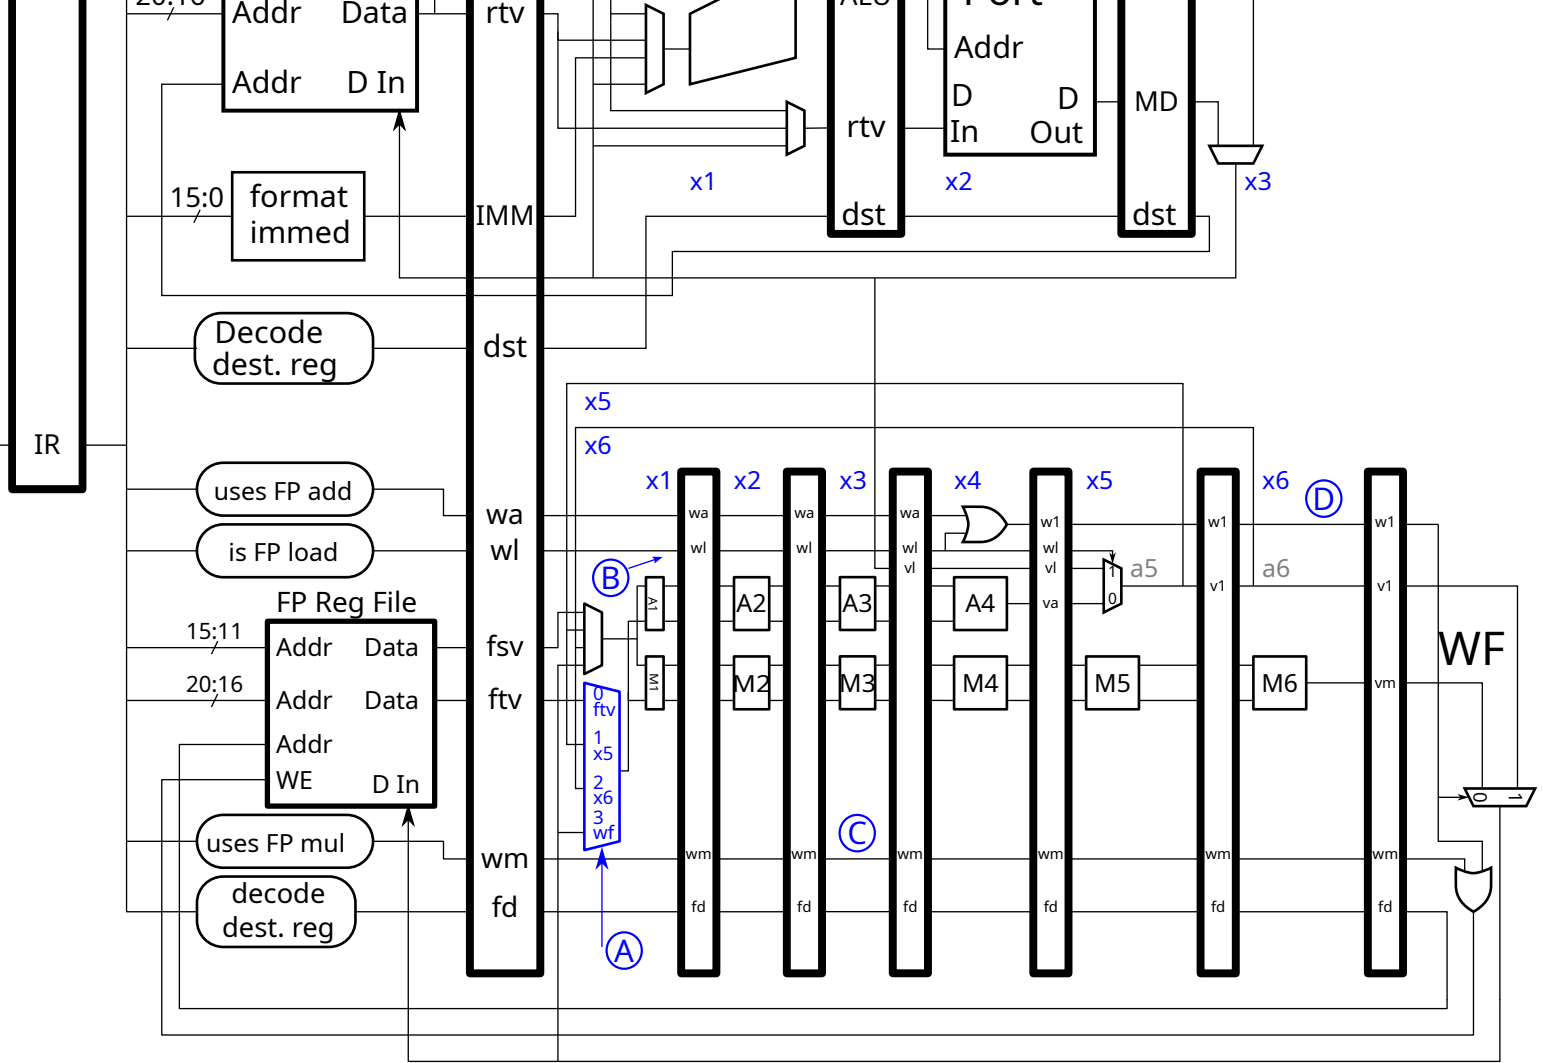 20:16
Addr Data
Addr D In
rtv
ALU
Port
Addr
D D
In Out
MD
rtv
x1 x2 x3
15:0
format
immed
IMM
dst dst
Decode
dest. reg
dst
x5
IR
x6
uses FP add
x1 x2 x3 x4 x5 x6 D
wa wa wa wa w1 w1 w1
is FP load
wl wl wl wl wl
B
vl vl 1 a5 a6
v1 v1
FP Reg File
A1 A2 A3 A4 va 0
15:11
Addr Data fsv
WF
20:16
Addr Data ftv
M1 M2 M3 M4 M5 M6 vm
0
ftv
Addr
1
x5
WE D In
2
x6
0 1
3
wf
C
uses FP mul
wm wm wm wm wm wm wm
decode
dest. reg
fd fd fd fd fd fd fd
A